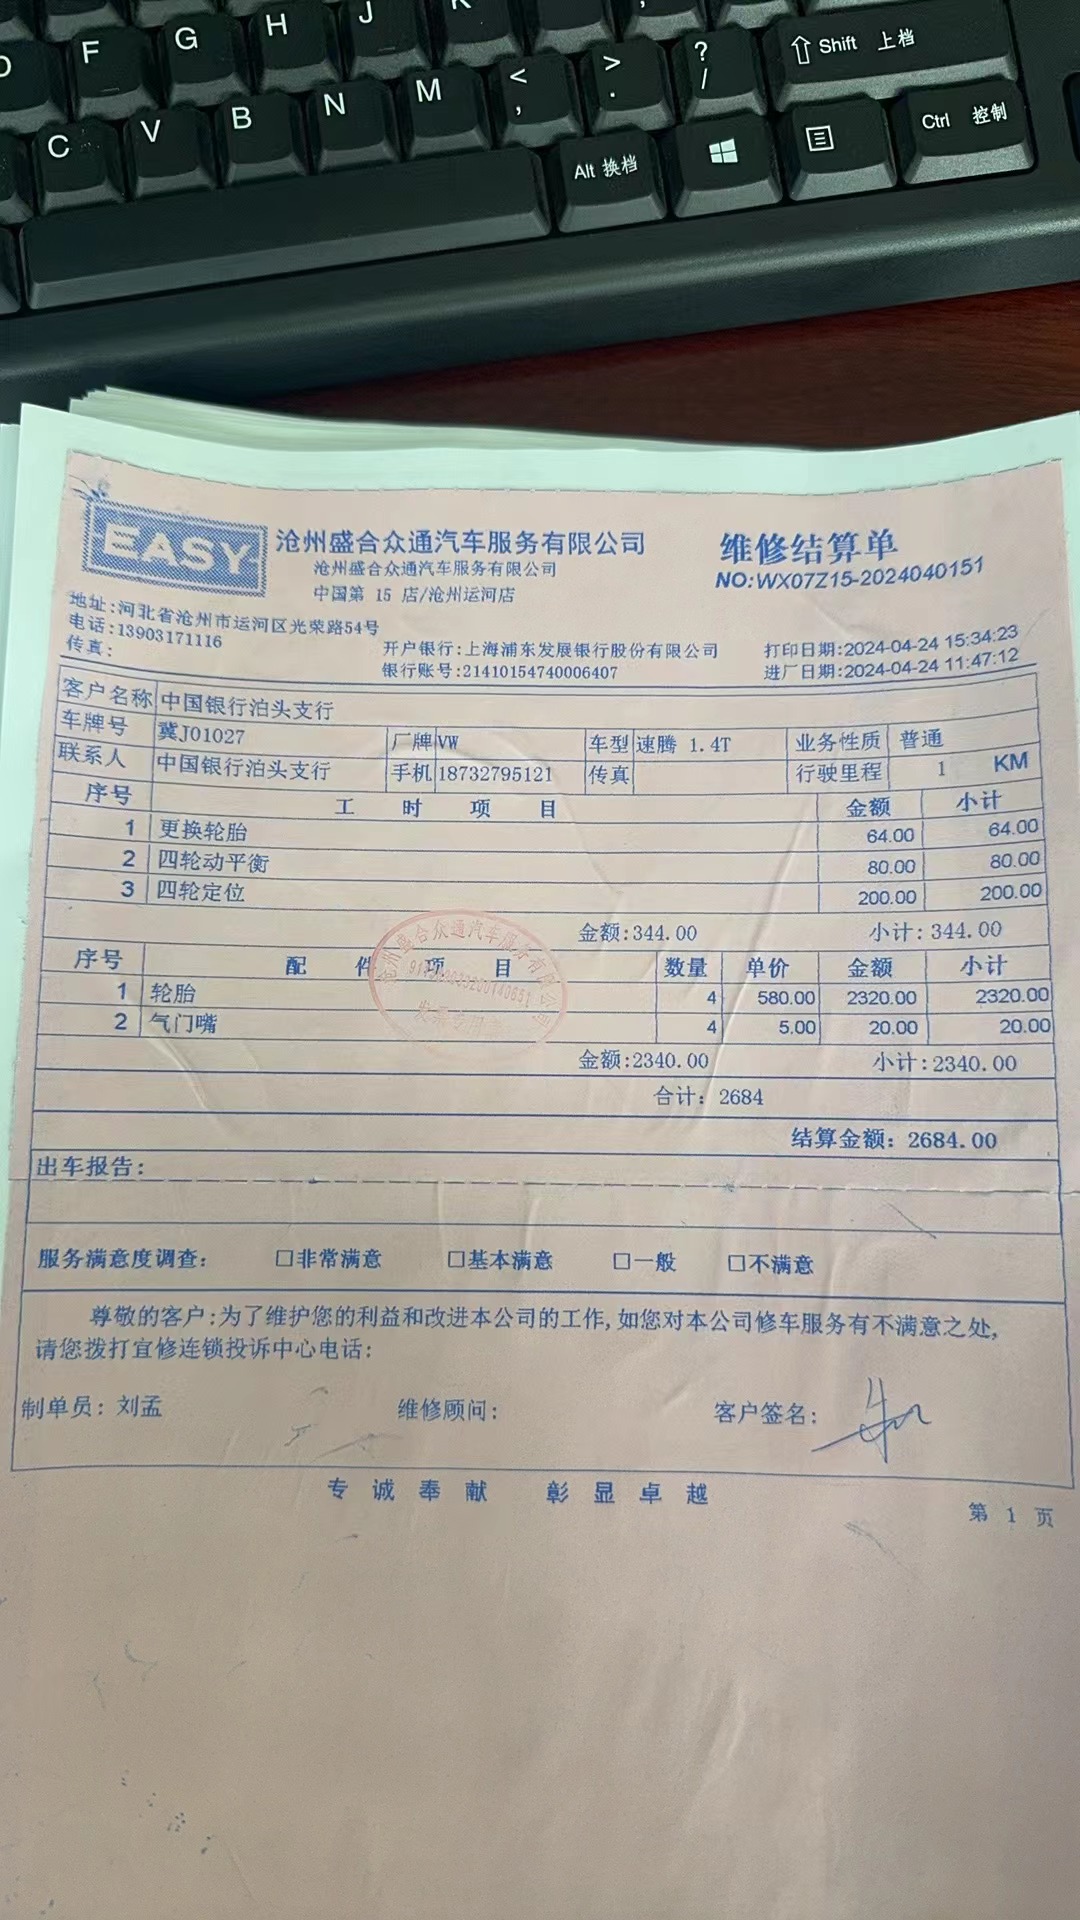 D F G H J K
C V B N M < , > . ? / Shift 上档
Alt 换档 Ctrl 控制
EASY
沧州盛合众通汽车服务有限公司
维修结算单
沧州盛合众通汽车服务有限公司
NO:WX07Z15-2024040151
中国第 15 店/沧州运河店
地址:河北省沧州市运河区光荣路54号
电话:13903171116
开户银行:上海浦东发展银行股份有限公司
打印日期:2024-04-24 15:34:23
传真:
银行账号:21410154740006407
进厂日期:2024-04-24 11:47:12
客户名称 中国银行泊头支行
车牌号 冀J01027 厂牌 VW 车型 速腾 1.4T 业务性质 普通
联系人 中国银行泊头支行 手机 18732795121 传真 行驶里程 1 KM
序号 工 时 项 目 金额 小计
1 更换轮胎 64.00 64.00
2 四轮动平衡 80.00 80.00
3 四轮定位 200.00 200.00
金额:344.00 小计:344.00
序号 配 件 项 目 数量 单价 金额 小计
1 轮胎 4 580.00 2320.00 2320.00
2 气门嘴 4 5.00 20.00 20.00
沧州盛合众通汽车服务有限公司
发票专用章
金额:2340.00 小计:2340.00
合计: 2684
结算金额: 2684.00
出车报告:
服务满意度调查: □非常满意 □基本满意 □一般 □不满意
尊敬的客户:为了维护您的利益和改进本公司的工作,如您对本公司修车服务有不满意之处,
请您拨打宜修连锁投诉中心电话:
制单员: 刘孟 维修顾问: 客户签名:
专 诚 奉 献 彰 显 卓 越
第 1 页